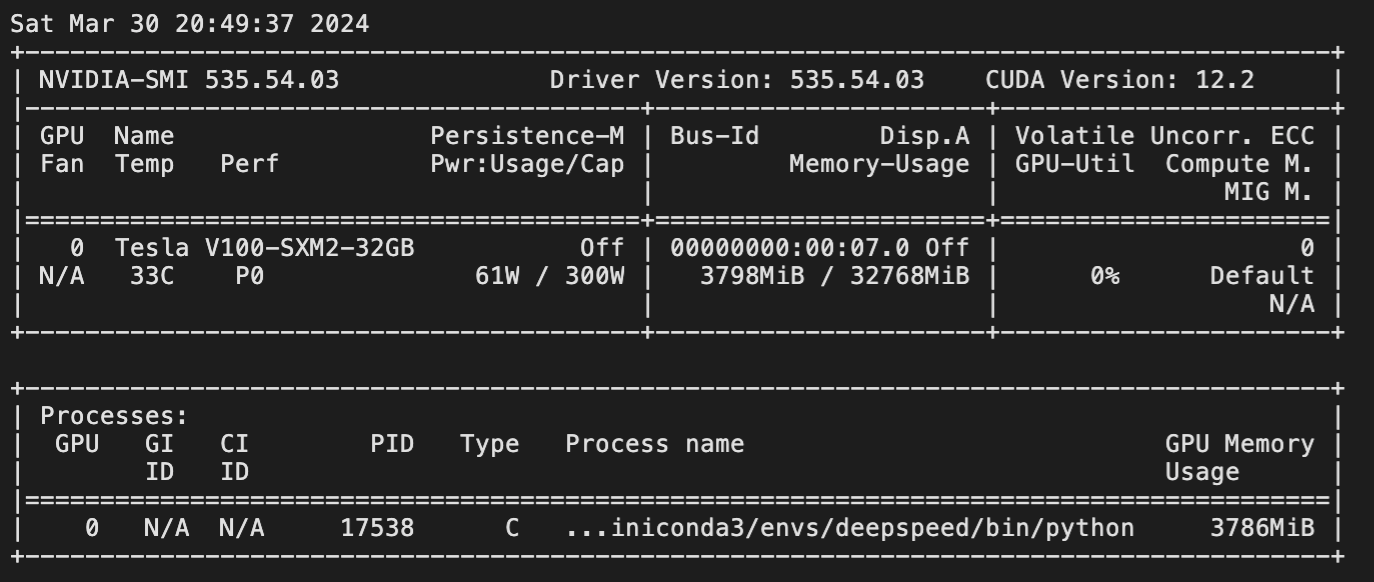 Sat Mar 30 20:49:37 2024
+---------------------------------------------------------------------------------------+
| NVIDIA-SMI 535.54.03              Driver Version: 535.54.03    CUDA Version: 12.2     |
|-----------------------------------------+----------------------+----------------------+
| GPU  Name                 Persistence-M | Bus-Id        Disp.A | Volatile Uncorr. ECC |
| Fan  Temp   Perf          Pwr:Usage/Cap |         Memory-Usage | GPU-Util  Compute M. |
|                                         |                      |               MIG M. |
|=========================================+======================+======================|
|   0  Tesla V100-SXM2-32GB           Off | 00000000:00:07.0 Off |                    0 |
| N/A   33C    P0              61W / 300W |   3798MiB / 32768MiB |      0%      Default |
|                                         |                      |                  N/A |
+-----------------------------------------+----------------------+----------------------+

+---------------------------------------------------------------------------------------+
| Processes:                                                                            |
|  GPU   GI   CI        PID   Type   Process name                            GPU Memory |
|        ID   ID                                                             Usage      |
|=======================================================================================|
|    0   N/A  N/A     17538      C   ...iniconda3/envs/deepspeed/bin/python     3786MiB |
+---------------------------------------------------------------------------------------+